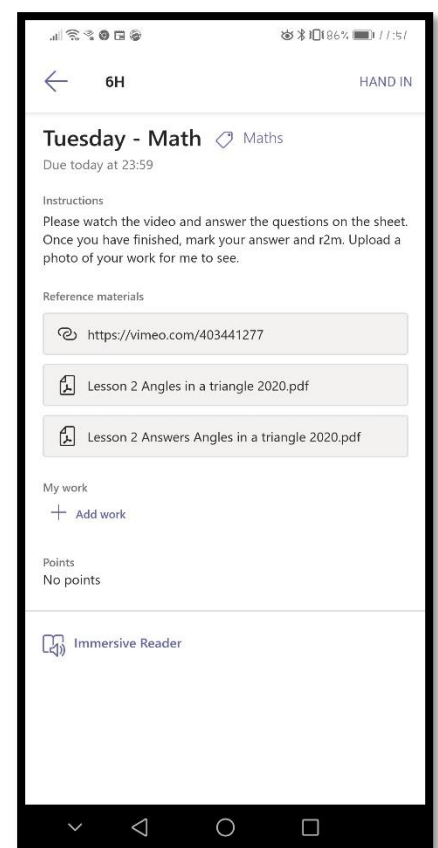 86%
6H
HAND IN
Tuesday - Math Maths
Due today at 23:59
Instructions
Please watch the video and answer the questions on the sheet.
Once you have finished, mark your answer and r2m. Upload a
photo of your work for me to see.
Reference materials
https://vimeo.com/403441277
Lesson 2 Angles in a triangle 2020.pdf
Lesson 2 Answers Angles in a triangle 2020.pdf
My work
Add work
Points
No points
Immersive Reader